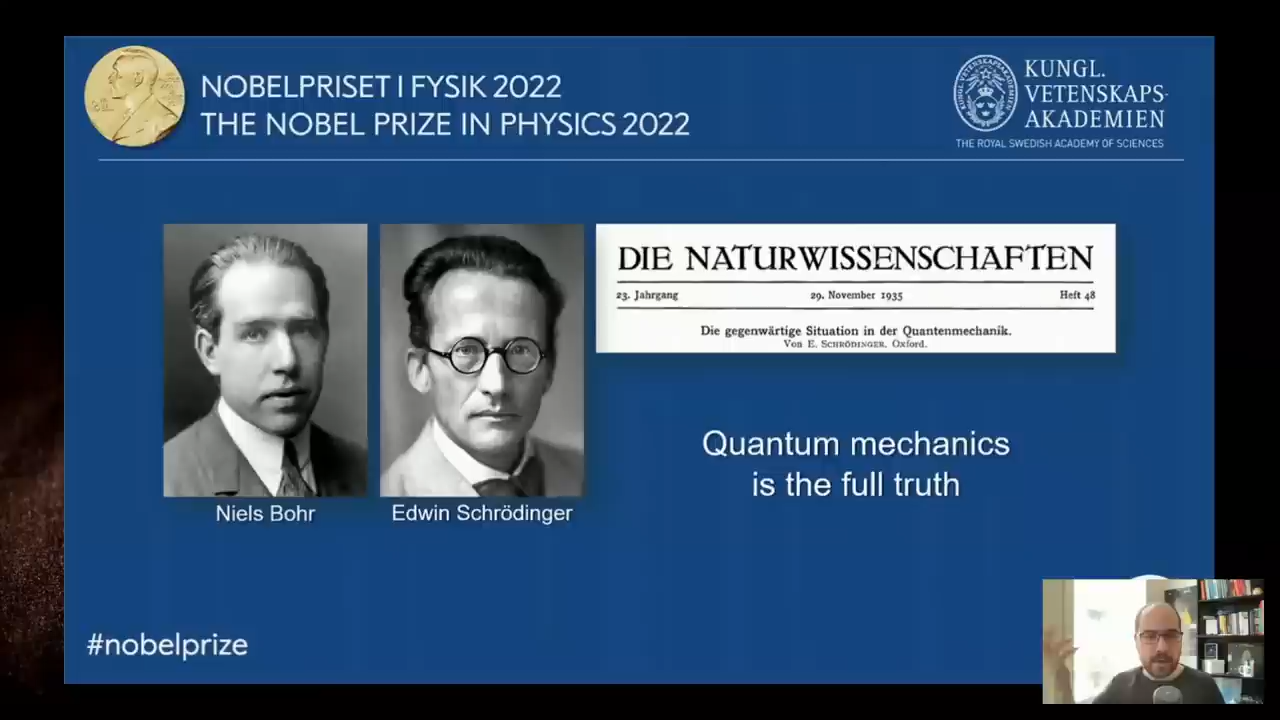 NOBELPRISET I FYSIK 2022
THE NOBEL PRIZE IN PHYSICS 2022
KUNGL.
VETENSKAPS-
AKADEMIEN
THE ROYAL SWEDISH ACADEMY OF SCIENCES
DIE NATURWISSENSCHAFTEN
23. Jahrgang 29. November 1935 Heft 48
Die gegenwärtige Situation in der Quantenmechanik.
Von E. SCHRÖDINGER, Oxford.
Quantum mechanics
is the full truth
Niels Bohr Edwin Schrödinger
#nobelprize